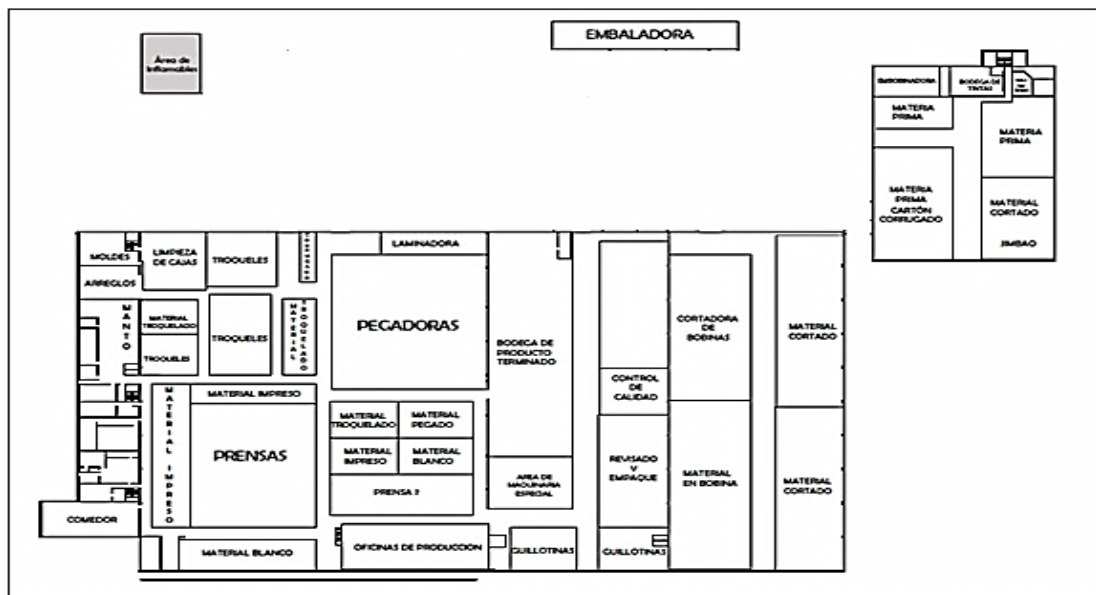 EMBALADORA
Área de
Inflamables
EMBOBINADORA
BODEGA DE
TINTAS
MATERIA
PRIMA
MATERIA
PRIMA
MATERIA
PRIMA
CARTÓN
CORRUGADO
MATERIAL
CORTADO
JIMBAO
MOLDES
LIMPIEZA
DE CAJAS
TROQUELES
LAMINADORA
ARREGLOS
MANTO
MATERIAL
TROQUELADO
TROQUELES
TROQUELES
MATERIAL
TROQUELADO
PEGADORAS
BODEGA DE
PRODUCTO
TERMINADO
CORTADORA
DE
BOBINAS
MATERIAL
CORTADO
CONTROL
DE
CALIDAD
MATERIAL IMPRESO
MATERIAL IMPRESO
PRENSAS
MATERIAL
TROQUELADO
MATERIAL
PEGADO
MATERIAL
IMPRESO
MATERIAL
BLANCO
PRENSA 7
AREA DE
MAQUINARIA
ESPECIAL
REVISADO
Y
EMPAQUE
MATERIAL
EN BOBINA
MATERIAL
CORTADO
COMEDOR
MATERIAL BLANCO
OFICINAS DE PRODUCCION
GUILLOTINAS
GUILLOTINAS